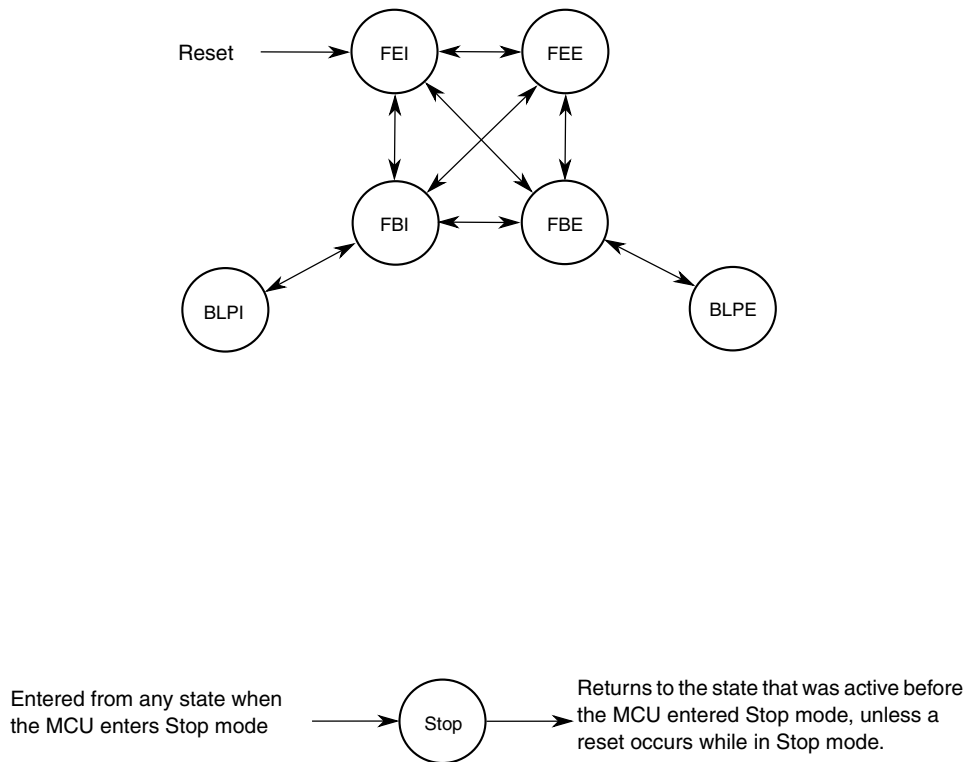 Reset
FEI
FEE
FBI
FBE
BLPI
BLPE
Entered from any state when
the MCU enters Stop mode
Stop
Returns to the state that was active before
the MCU entered Stop mode, unless a
reset occurs while in Stop mode.